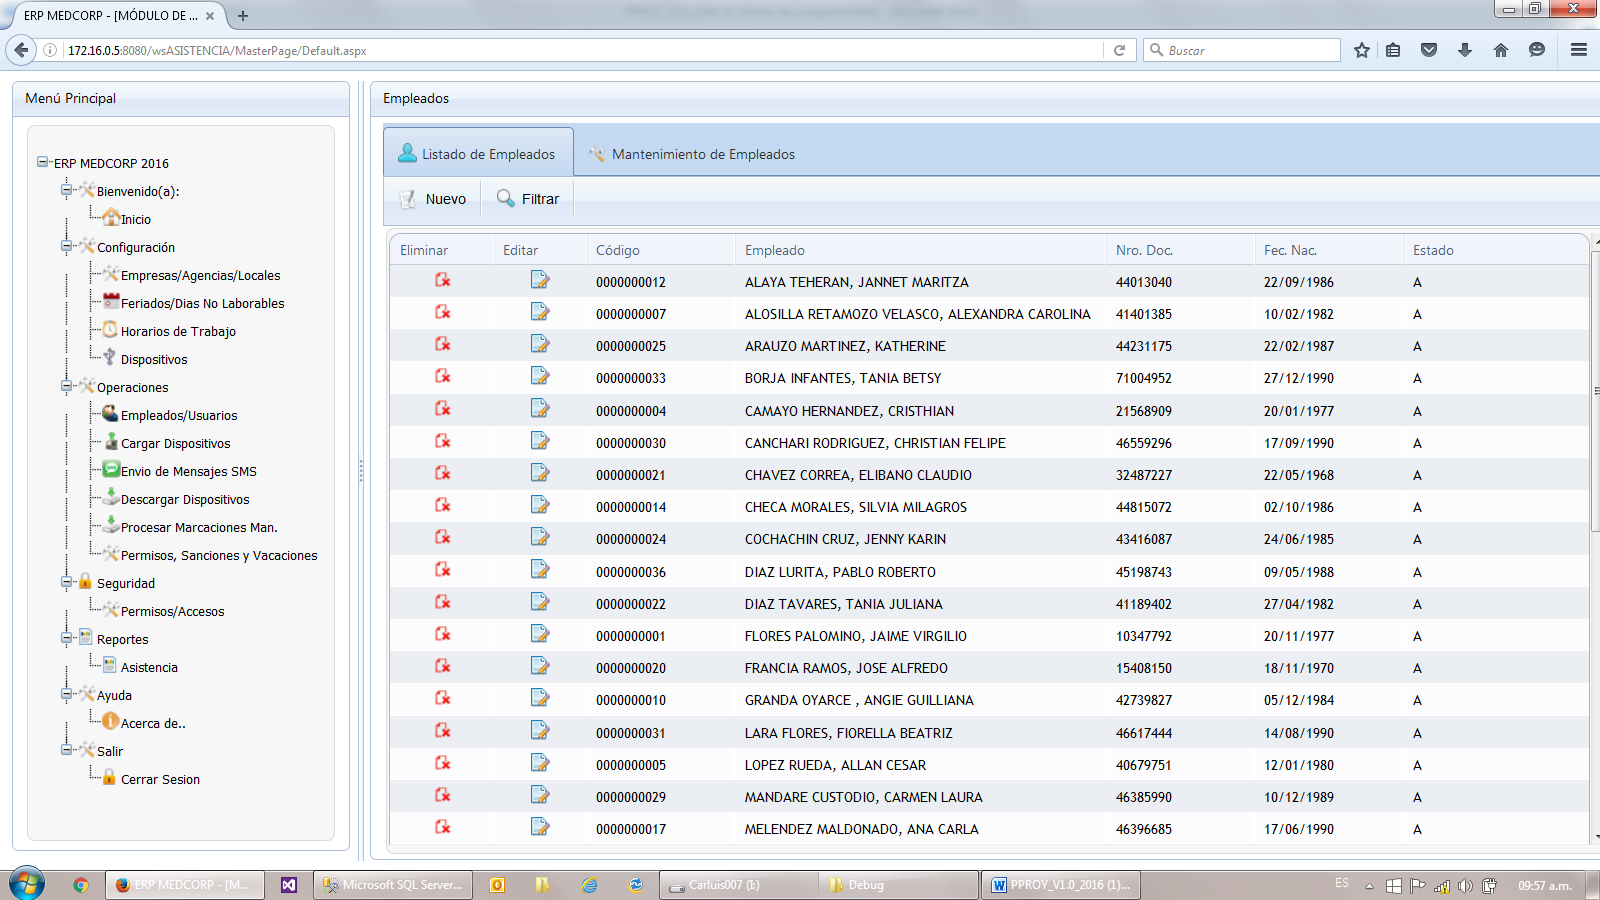 ERP MEDCORP - [MÓDULO DE ...
172.16.0.5:8080/wsASISTENCIA/MasterPage/Default.aspx
Buscar
Menú Principal
ERP MEDCORP 2016
Bienvenido(a):
Inicio
Configuración
Empresas/Agencias/Locales
Feriados/Dias No Laborables
Horarios de Trabajo
Dispositivos
Operaciones
Empleados/Usuarios
Cargar Dispositivos
Envio de Mensajes SMS
Descargar Dispositivos
Procesar Marcaciones Man.
Permisos, Sanciones y Vacaciones
Seguridad
Permisos/Accesos
Reportes
Asistencia
Ayuda
Acerca de..
Salir
Cerrar Sesion
Empleados
Listado de Empleados Mantenimiento de Empleados
Nuevo Filtrar
Eliminar Editar Código Empleado Nro. Doc. Fec. Nac. Estado
0000000012 ALAYA TEHERAN, JANNET MARITZA 44013040 22/09/1986 A
0000000007 ALOSILLA RETAMOZO VELASCO, ALEXANDRA CAROLINA 41401385 10/02/1982 A
0000000025 ARAUZO MARTINEZ, KATHERINE 44231175 22/02/1987 A
0000000033 BORJA INFANTES, TANIA BETSY 71004952 27/12/1990 A
0000000004 CAMAYO HERNANDEZ, CRISTHIAN 21568909 20/01/1977 A
0000000030 CANCHARI RODRIGUEZ, CHRISTIAN FELIPE 46559296 17/09/1990 A
0000000021 CHAVEZ CORREA, ELIBANO CLAUDIO 32487227 22/05/1968 A
0000000014 CHECA MORALES, SILVIA MILAGROS 44815072 02/10/1986 A
0000000024 COCHACHIN CRUZ, JENNY KARIN 43416087 24/06/1985 A
0000000036 DIAZ LURITA, PABLO ROBERTO 45198743 09/05/1988 A
0000000022 DIAZ TAVARES, TANIA JULIANA 41189402 27/04/1982 A
0000000001 FLORES PALOMINO, JAIME VIRGILIO 10347792 20/11/1977 A
0000000020 FRANCIA RAMOS, JOSE ALFREDO 15408150 18/11/1970 A
0000000010 GRANDA OYARCE , ANGIE GUILLIANA 42739827 05/12/1984 A
0000000031 LARA FLORES, FIORELLA BEATRIZ 46617444 14/08/1990 A
0000000005 LOPEZ RUEDA, ALLAN CESAR 40679751 12/01/1980 A
0000000029 MANDARE CUSTODIO, CARMEN LAURA 46385990 10/12/1989 A
0000000017 MELENDEZ MALDONADO, ANA CARLA 46396685 17/06/1990 A
ERP MEDCORP - [M... Microsoft SQL Server... Carluis007 (I:) Debug PPROY_V1.0_2016 (1)... ES 09:57 a.m.